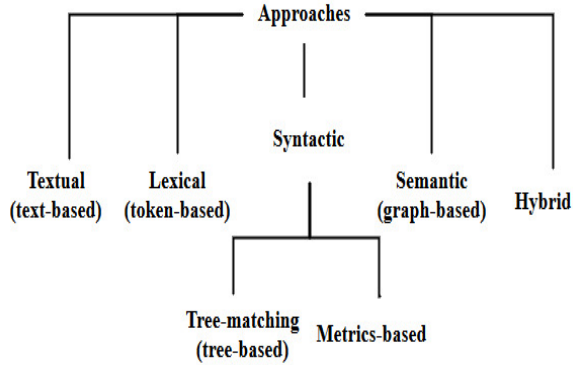 Approaches
Syntactic
Textual
(text-based)
Lexical
(token-based)
Semantic
(graph-based)
Hybrid
Tree-matching
(tree-based)
Metrics-based